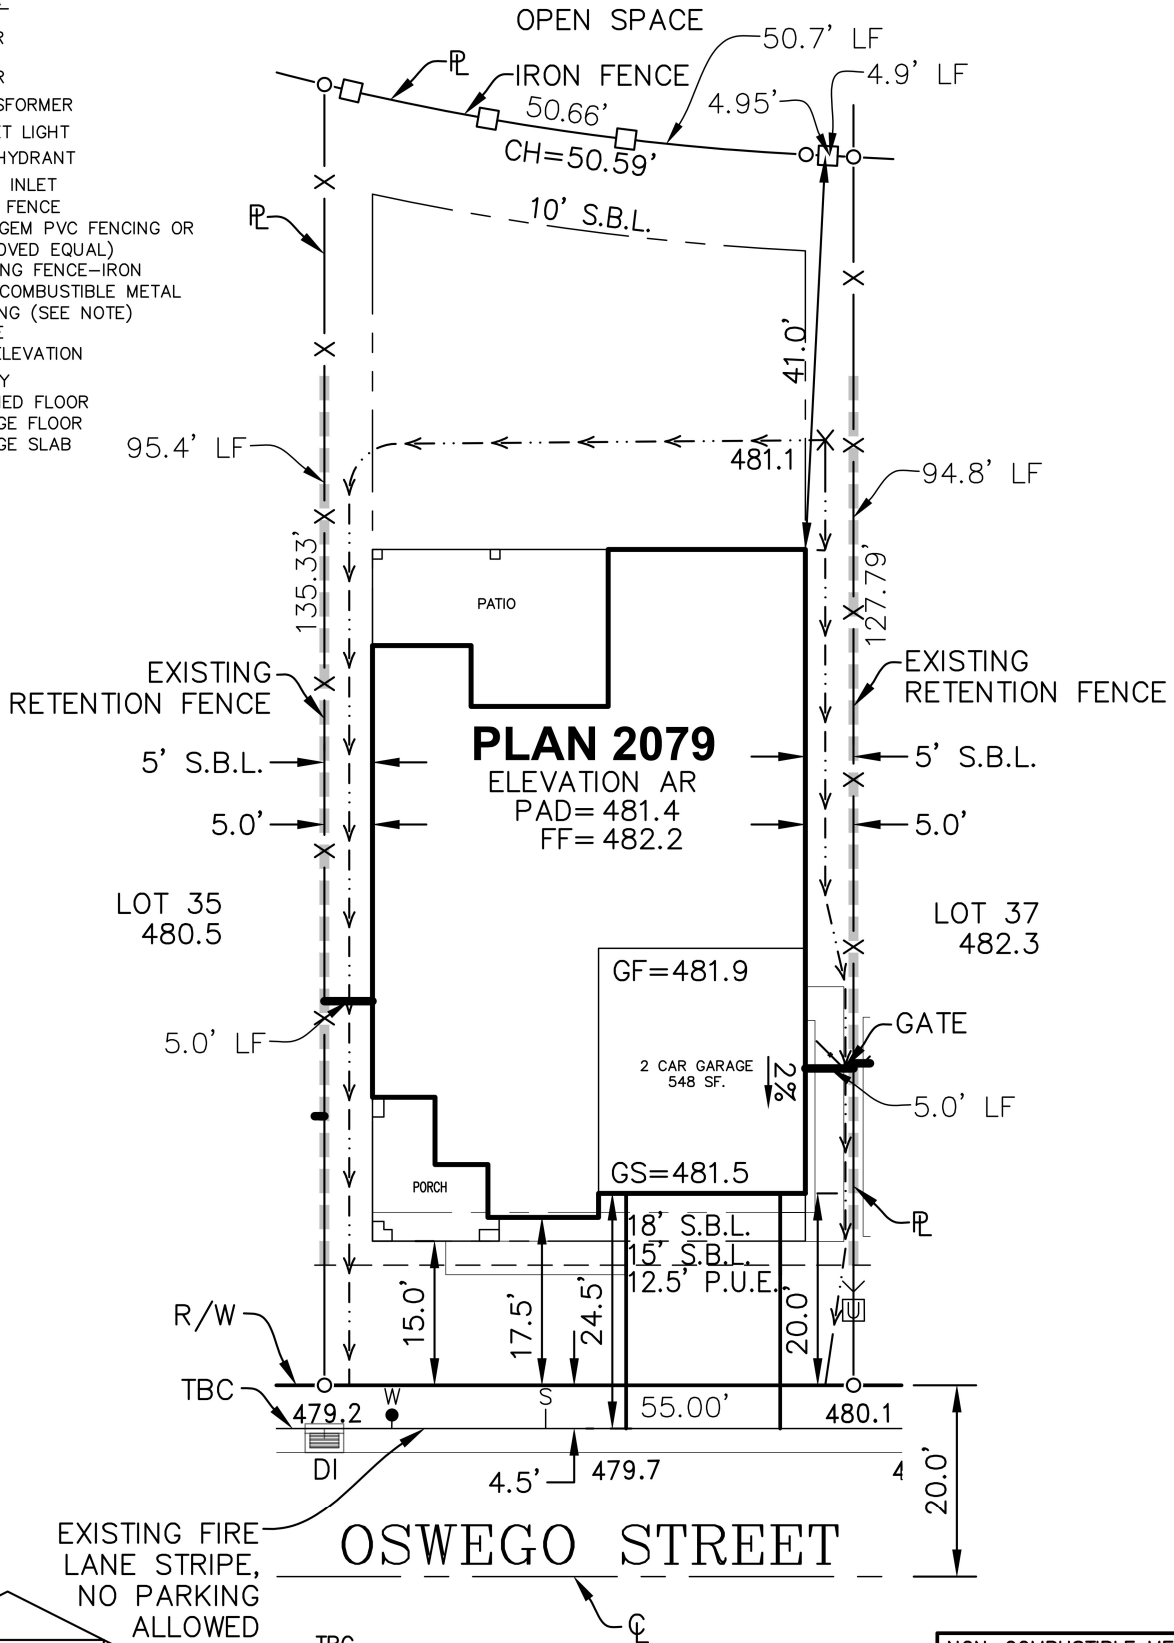 OPEN SPACE
50.7' LF
PL
IRON FENCE
4.9' LF
50.66'
4.95'
CH=50.59'
SFORMER
T LIGHT
HYDRANT
INLET
FENCE
GEM PVC FENCING OR
OVED EQUAL)
NG FENCE-IRON
COMBUSTIBLE METAL
NG (SEE NOTE)
ELEVATION
ED FLOOR
GE FLOOR
GE SLAB
PL
10' S.B.L.
41.0'
95.4' LF
481.1
94.8' LF
135.33'
127.79'
PATIO
EXISTING
RETENTION FENCE
EXISTING
RETENTION FENCE
PLAN 2079
ELEVATION AR
PAD= 481.4
FF= 482.2
5' S.B.L.
5' S.B.L.
5.0'
5.0'
LOT 35
480.5
LOT 37
482.3
GF=481.9
5.0' LF
GATE
2 CAR GARAGE
548 SF.
2%
5.0' LF
GS=481.5
PORCH
PL
18' S.B.L.
15' S.B.L.
12.5' P.U.E.
15.0'
17.5'
24.5'
20.0'
U
R/W
TBC
W
S
479.2
55.00'
480.1
DI
4.5'
479.7
4
20.0'
EXISTING FIRE
LANE STRIPE,
NO PARKING
ALLOWED
OSWEGO STREET
CL
TBC